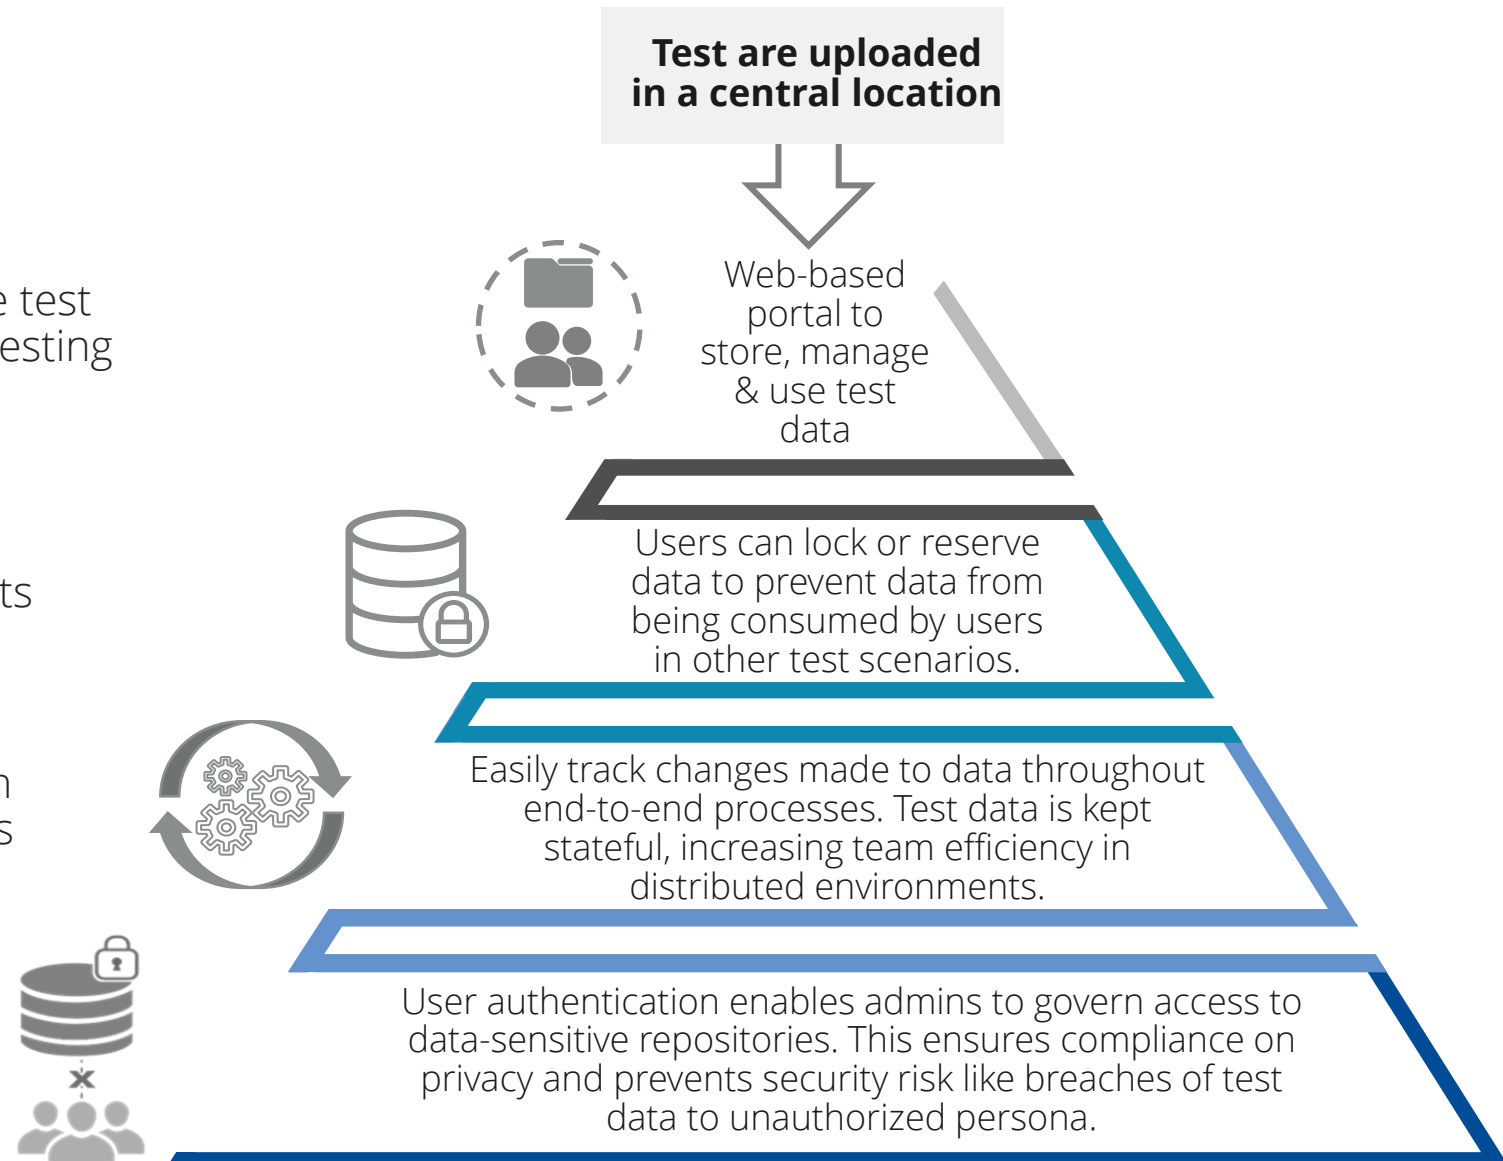 Test are uploaded
in a central location
Web-based
portal to
store, manage
& use test
data
test
Users can lock or reserve
data to prevent data from
being consumed by users
in other test scenarios.
Easily track changes made to data throughout
end-to-end processes. Test data is kept
stateful, increasing team efficiency in
distributed environments.
User authentication enables admins to govern access to
data-sensitive repositories. This ensures compliance on
privacy and prevents security risk like breaches of test
data to unauthorized persona.